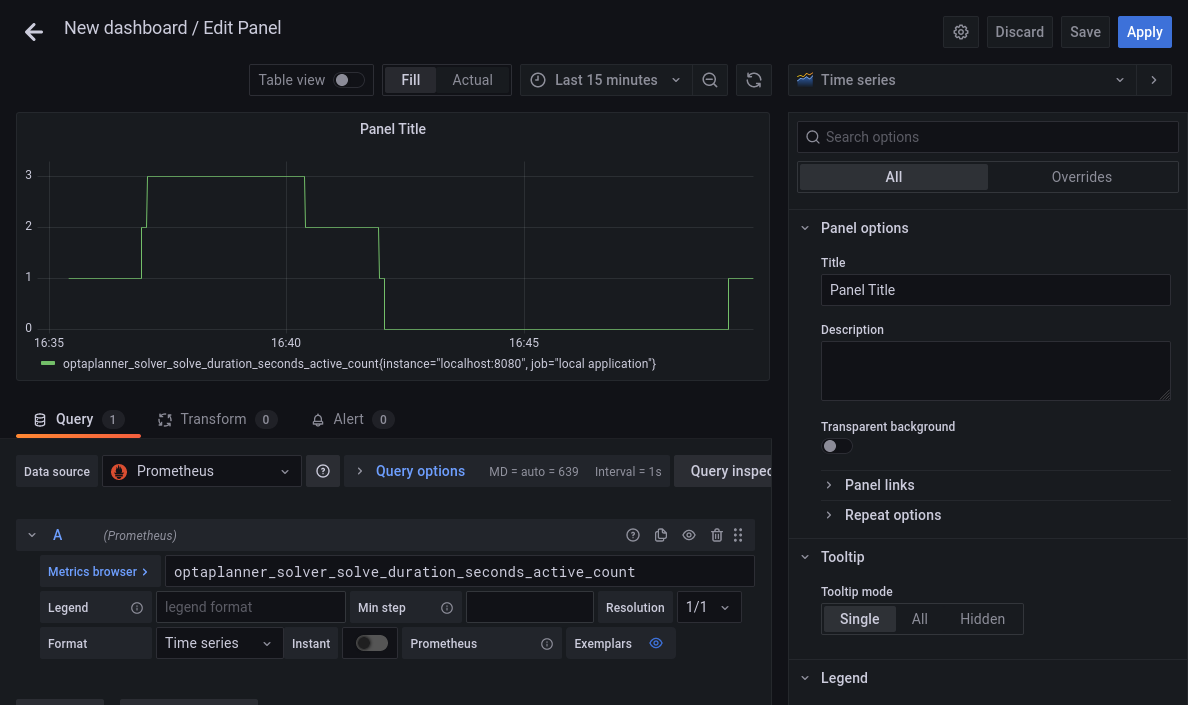 New dashboard / Edit Panel
Discard
Save
Apply
Table view
Fill
Actual
Last 15 minutes
Time series
Panel Title
3
2
1
0
16:35
16:40
16:45
optaplanner_solver_solve_duration_seconds_active_count{instance="localhost:8080", job="local application"}
Query 1
Transform 0
Alert 0
Data source
Prometheus
Query options
MD = auto = 639
Interval = 1s
Query inspec
A
(Prometheus)
Metrics browser
optaplanner_solver_solve_duration_seconds_active_count
Legend
legend format
Min step
Resolution
1/1
Format
Time series
Instant
Prometheus
Exemplars
Search options
All
Overrides
Panel options
Title
Panel Title
Description
Transparent background
Panel links
Repeat options
Tooltip
Tooltip mode
Single
All
Hidden
Legend